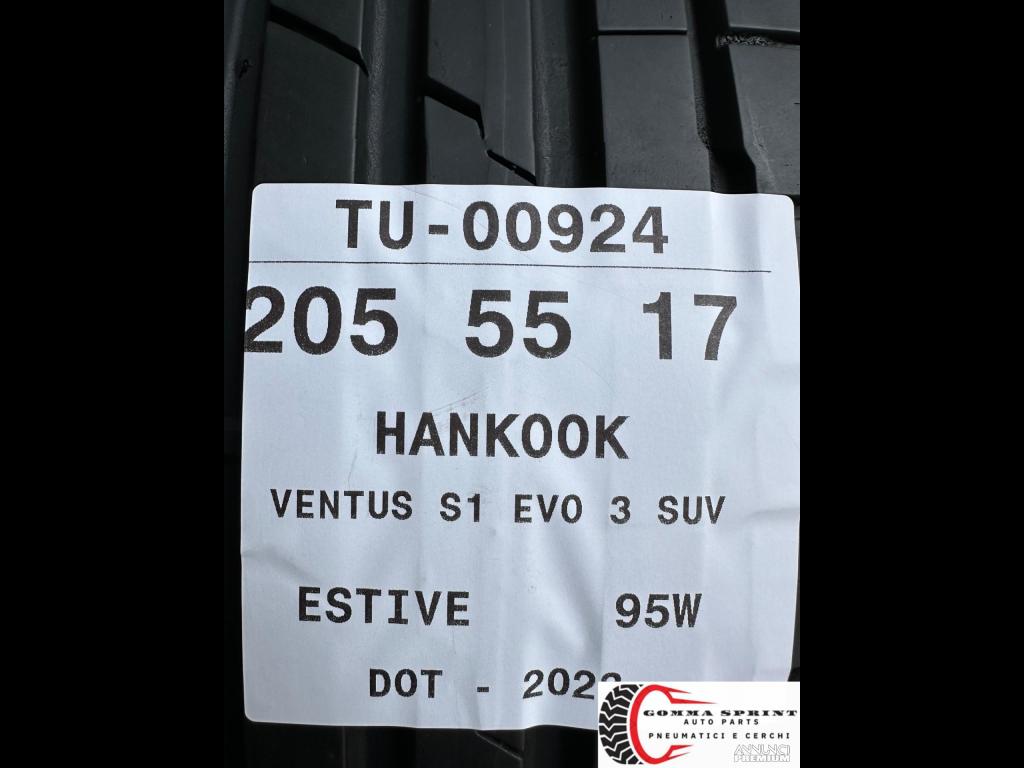 TU-00924
205 55 17
HANKOOK
VENTUS S1 EVO 3 SUV
ESTIVE 95W
DOT -
GOMMA SPRINT
AUTO PARTS
PNEUMATICI E CERCHI
ANNUNCI
PREMIUM